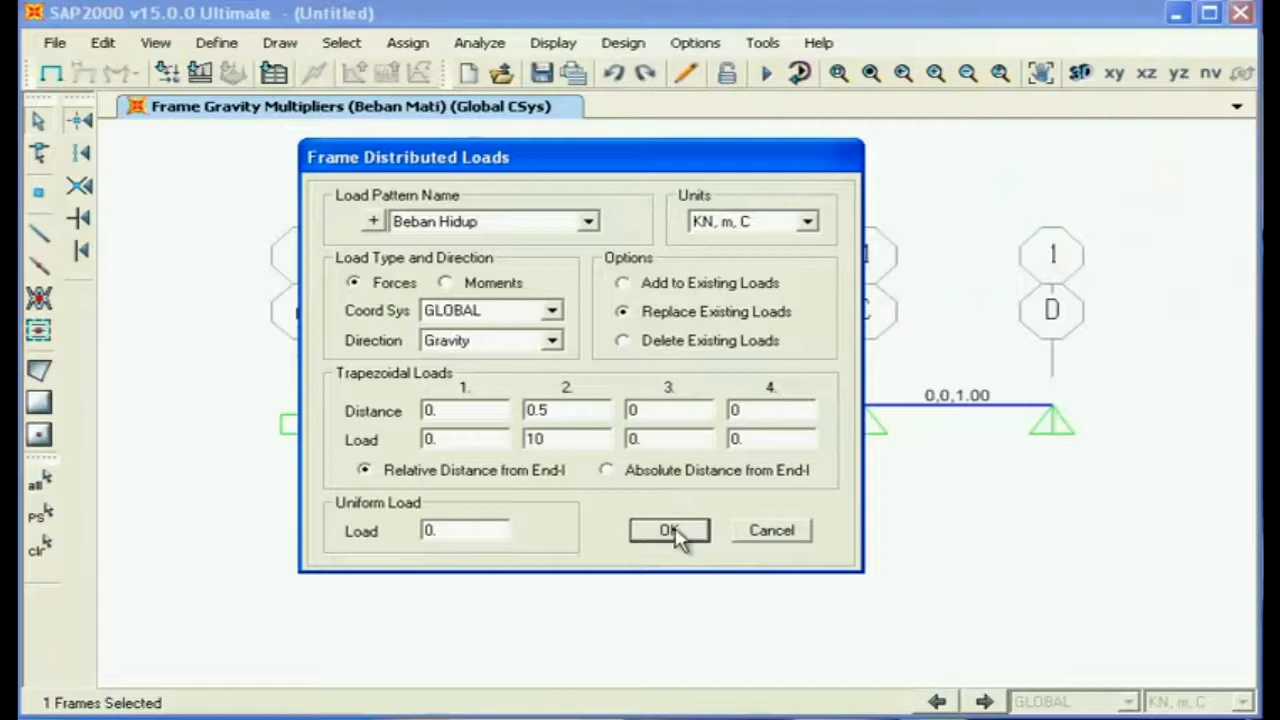 SAP2000 v15.0.0 Ultimate - (Untitled)
File Edit View Define Draw Select Assign Analyze Display Design Options Tools Help
xy xz yz nv
Frame Gravity Multipliers (Beban Mati) (Global CSys)
Frame Distributed Loads
Load Pattern Name
Units
+ Beban Hidup
KN, m, C
Load Type and Direction
Options
Forces Moments
Add to Existing Loads
Coord Sys GLOBAL
Replace Existing Loads
Direction Gravity
Delete Existing Loads
Trapezoidal Loads
1. 2. 3. 4.
Distance 0. 0.5 0 0
Load 0. 10 0. 0.
Relative Distance from End-I Absolute Distance from End-I
Uniform Load
Load 0.
OK Cancel
1
1
C
D
0,0,1.00
all
PS
clr
1 Frames Selected
GLOBAL KN, m, C